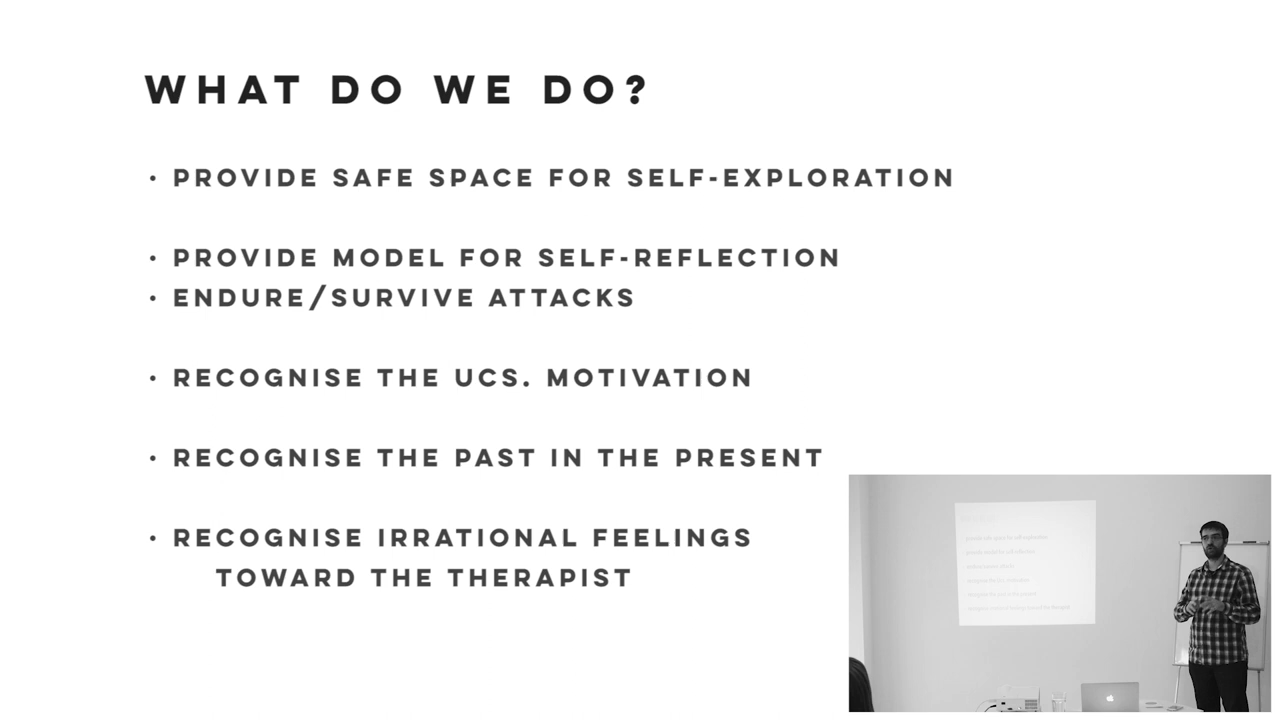 WHAT DO WE DO?
• PROVIDE SAFE SPACE FOR SELF-EXPLORATION
• PROVIDE MODEL FOR SELF-REFLECTION
• ENDURE/SURVIVE ATTACKS
• RECOGNISE THE UCS. MOTIVATION
• RECOGNISE THE PAST IN THE PRESENT
• RECOGNISE IRRATIONAL FEELINGS
TOWARD THE THERAPIST